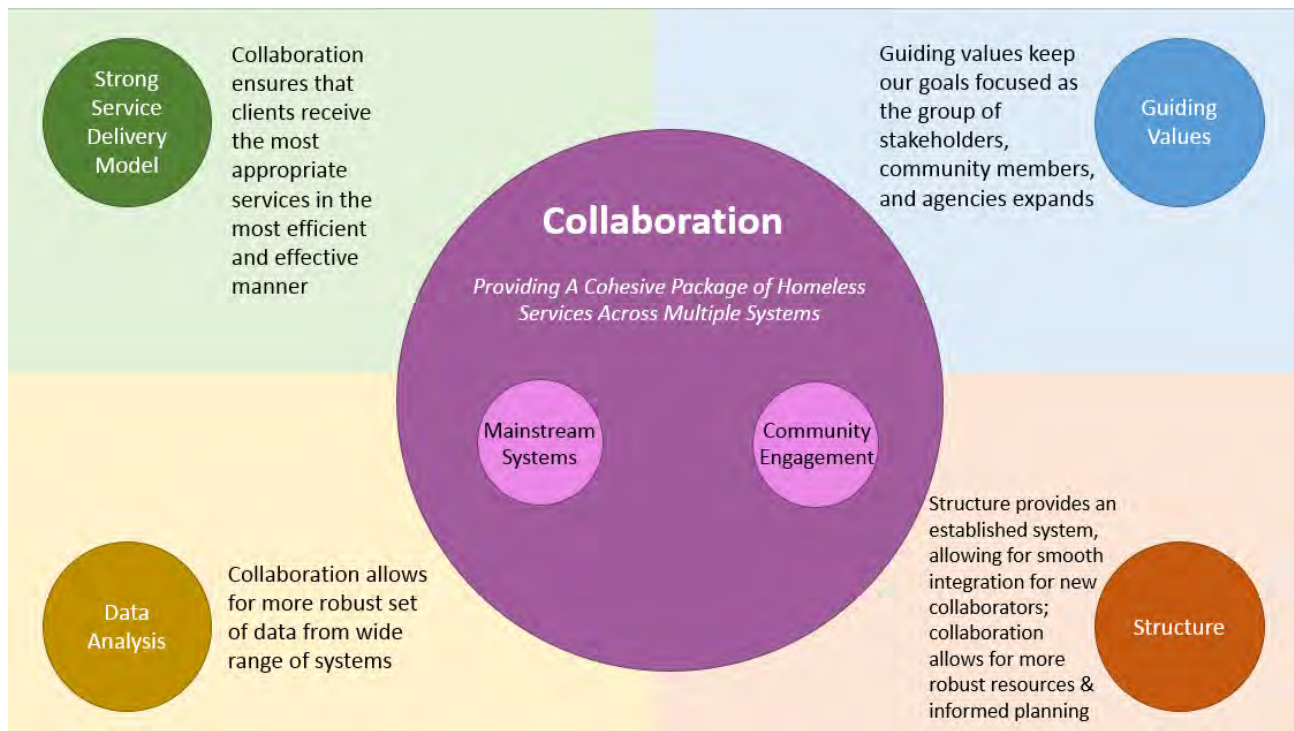 Strong
Service
Delivery
Model
Collaboration
ensures that
clients receive
the most
appropriate
services in the
most efficient
and effective
manner
Guiding values keep
our goals focused as
the group of
stakeholders,
community members,
and agencies expands
Guiding
Values
Collaboration
Providing A Cohesive Package of Homeless
Services Across Multiple Systems
Mainstream
Systems
Community
Engagement
Data
Analysis
Collaboration allows
for more robust set
of data from wide
range of systems
Structure provides an
established system,
allowing for smooth
integration for new
collaborators;
collaboration
allows for more
robust resources &
informed planning
Structure